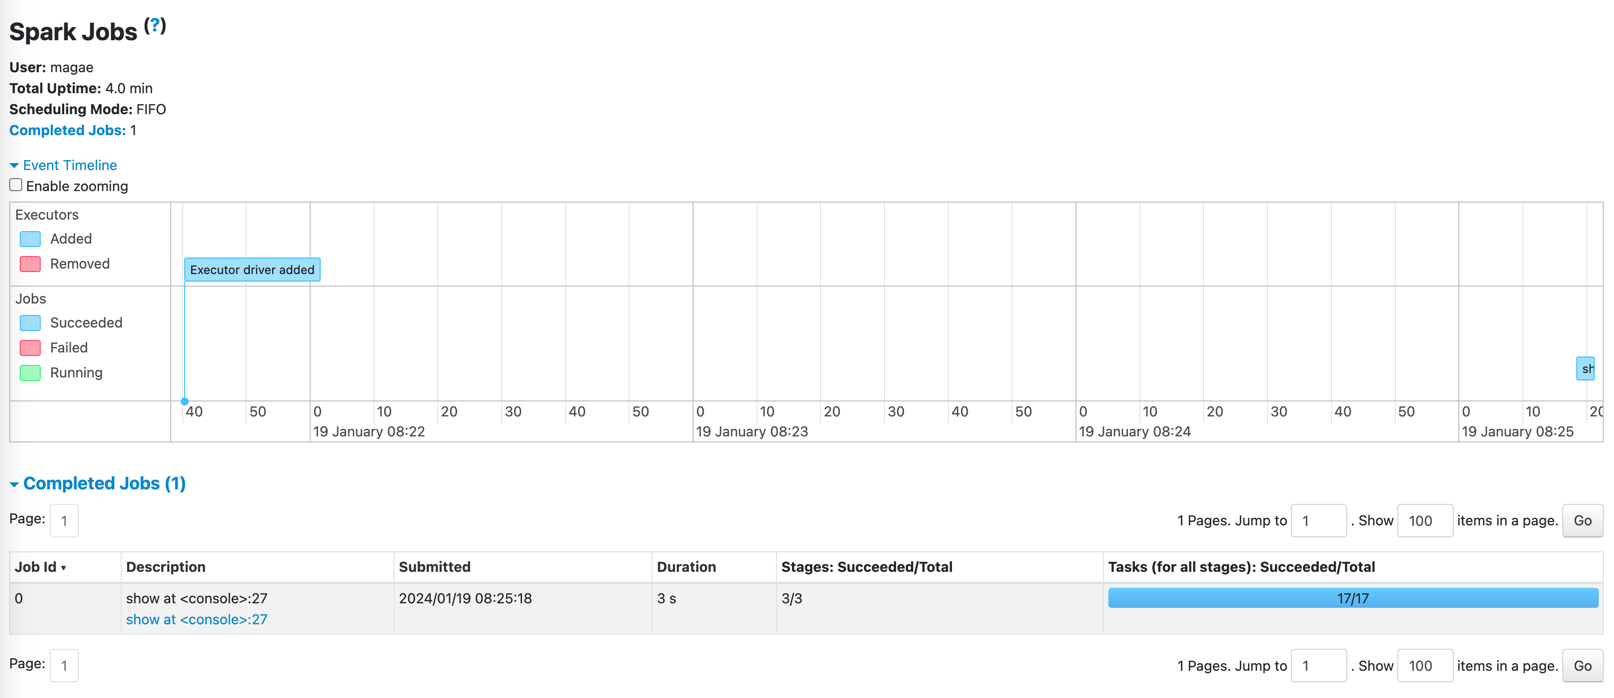 Spark Jobs (?)
User: magae
Total Uptime: 4.0 min
Scheduling Mode: FIFO
Completed Jobs: 1
Event Timeline
Enable zooming
Executors
Added
Removed
Executor driver added
Jobs
Succeeded
Failed
Running
sh
40 50 0 10 20 30 40 50 0 10 20 30 40 50 0 10 20 30 40 50 0 10 20
19 January 08:22 19 January 08:23 19 January 08:24 19 January 08:25
Completed Jobs (1)
Page: 1 1 Pages. Jump to 1 . Show 100 items in a page. Go
Job Id ▾ Description Submitted Duration Stages: Succeeded/Total Tasks (for all stages): Succeeded/Total
0 show at <console>:27 2024/01/19 08:25:18 3 s 3/3 17/17
show at <console>:27
Page: 1 1 Pages. Jump to 1 . Show 100 items in a page. Go